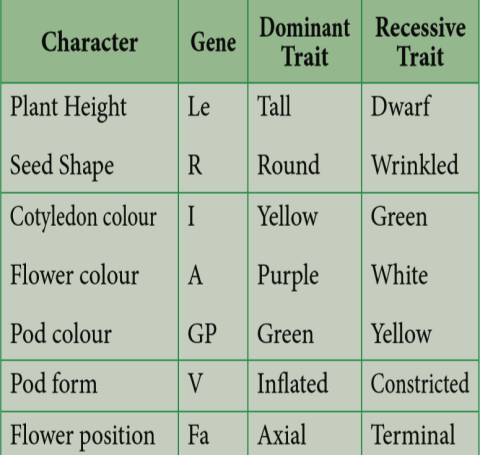 Character Gene Dominant Trait Recessive Trait
Plant Height Le Tall Dwarf
Seed Shape R Round Wrinkled
Cotyledon colour I Yellow Green
Flower colour A Purple White
Pod colour GP Green Yellow
Pod form V Inflated Constricted
Flower position Fa Axial Terminal